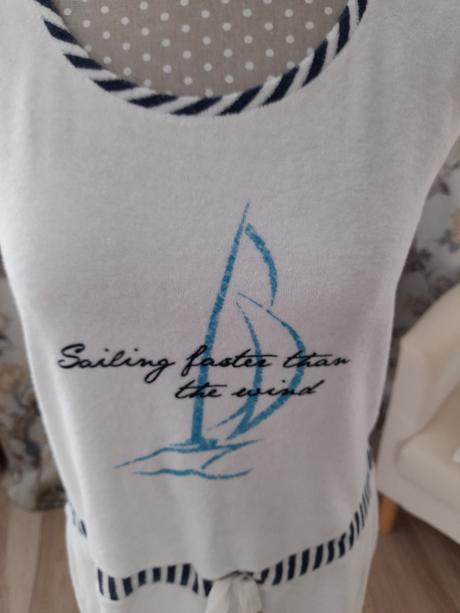 Sailing faster than
the wind